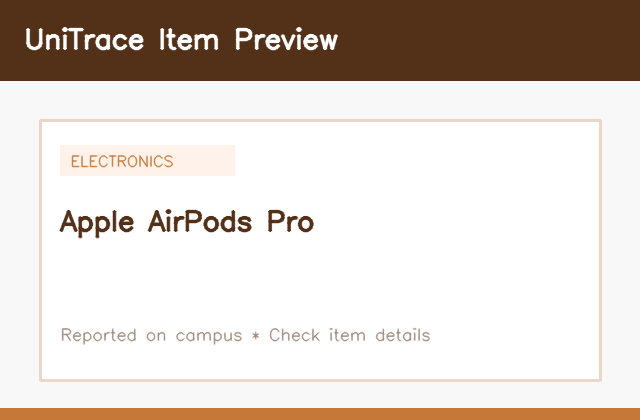 UniTrace Item Preview
ELECTRONICS
Apple AirPods Pro
Reported on campus * Check item details